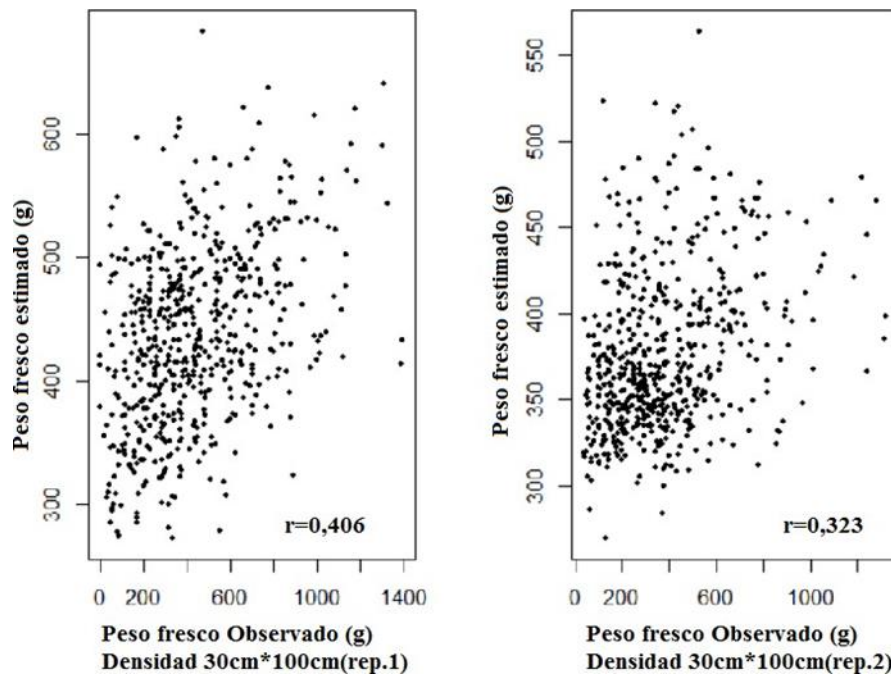 Peso fresco estimado (g)
600
500
400
300
r=0,406
0 200 600 1000 1400
Peso fresco Observado (g)
Densidad 30cm*100cm(rep.1)
Peso fresco estimado (g)
550
500
450
400
350
300
r=0,323
0 200 600 1000
Peso fresco Observado (g)
Densidad 30cm*100cm(rep.2)